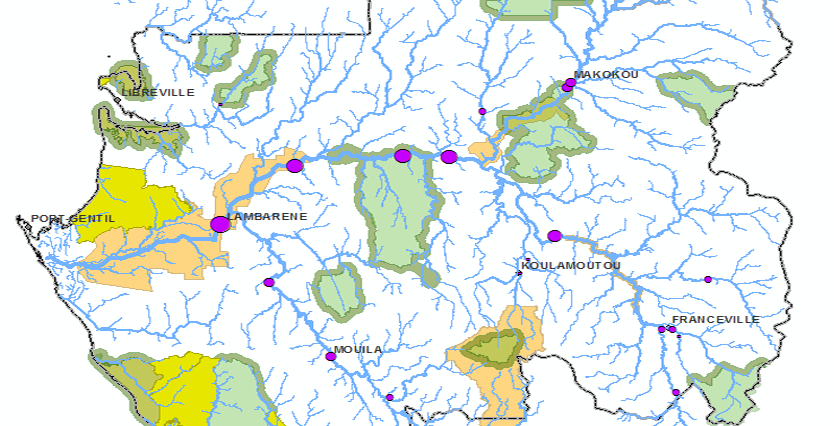 MAKOKOU
LIBREVILLE
PORT-GENTIL
LAMBARENE
KOULAMOUTOU
FRANCEVILLE
MOUILA